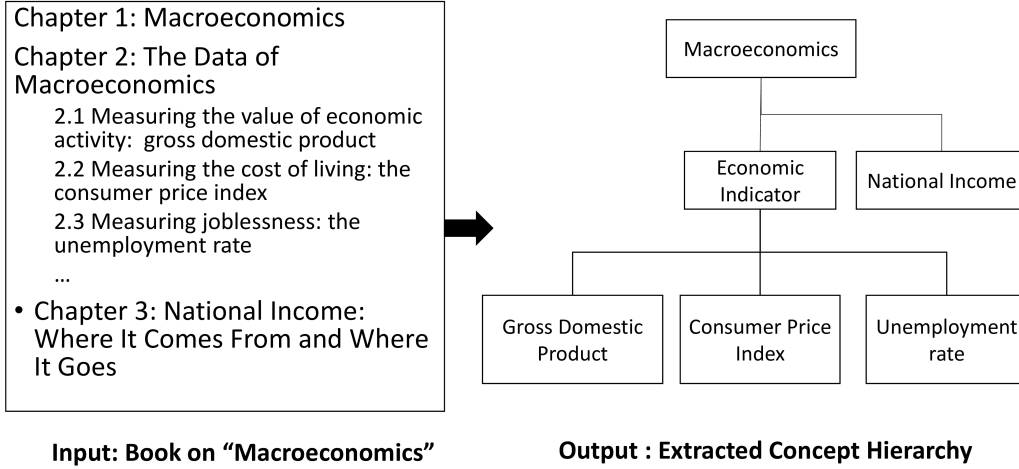 Chapter 1: Macroeconomics
Chapter 2: The Data of
Macroeconomics
2.1 Measuring the value of economic
activity: gross domestic product
2.2 Measuring the cost of living: the
consumer price index
2.3 Measuring joblessness: the
unemployment rate
...
• Chapter 3: National Income:
Where It Comes From and Where
It Goes
Input: Book on “Macroeconomics”
Macroeconomics
Economic
Indicator
National Income
Gross Domestic
Product
Consumer Price
Index
Unemployment
rate
Output : Extracted Concept Hierarchy